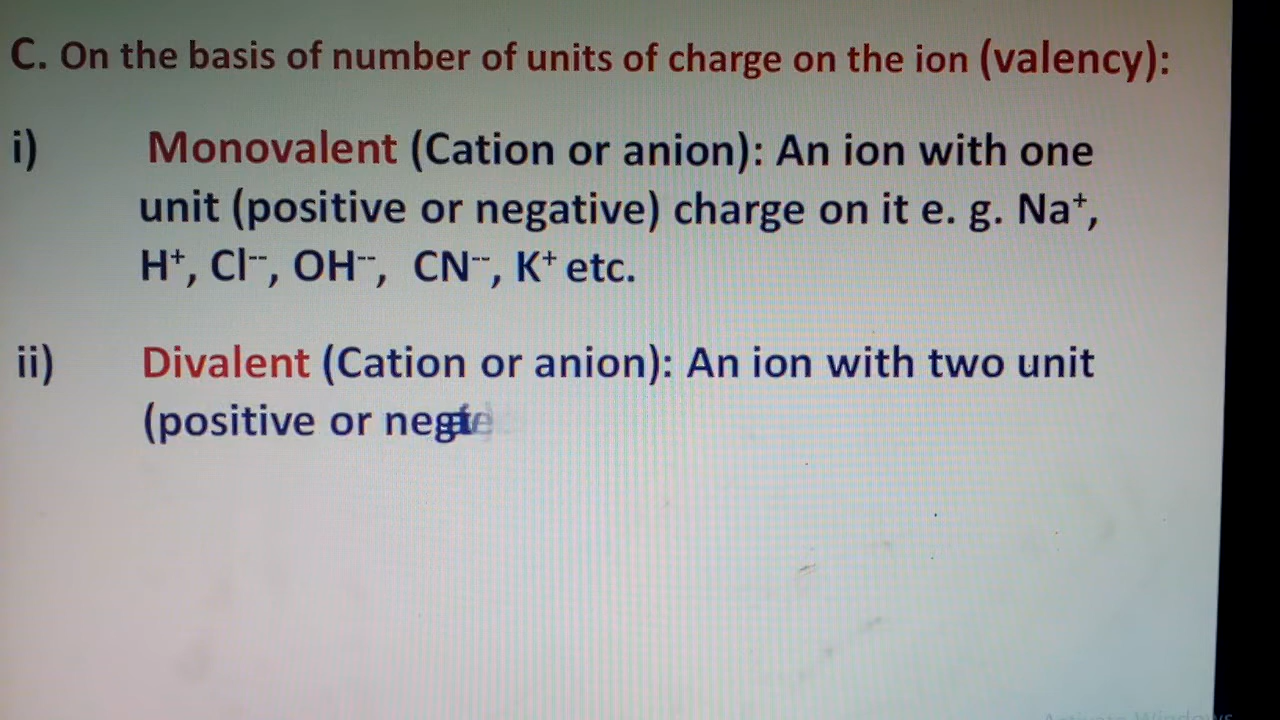 C. On the basis of number of units of charge on the ion (valency):
i) Monovalent (Cation or anion): An ion with one
unit (positive or negative) charge on it e. g. Na⁺,
H⁺, Cl⁻⁻, OH⁻⁻, CN⁻⁻, K⁺ etc.
ii) Divalent (Cation or anion): An ion with two unit
(positive or